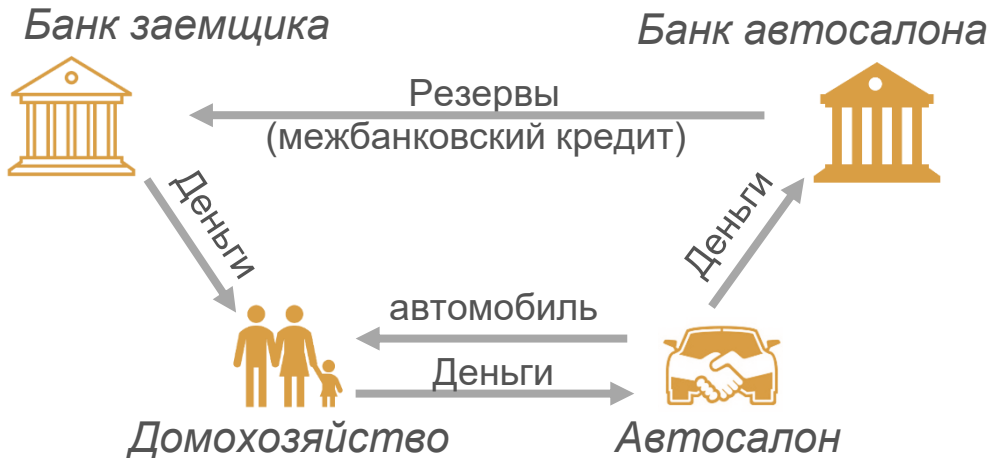 Банк заемщика
Банк автосалона
Резервы
(межбанковский кредит)
Деньги
Деньги
автомобиль
Деньги
Домохозяйство
Автосалон